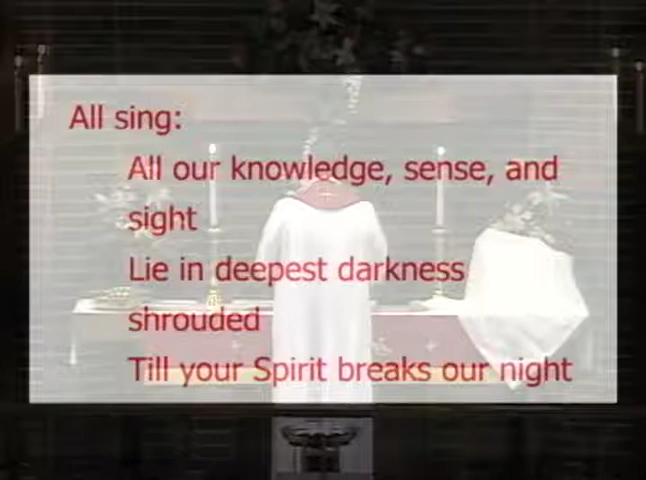 All sing:
All our knowledge, sense, and
sight
Lie in deepest darkness
shrouded
Till your Spirit breaks our night